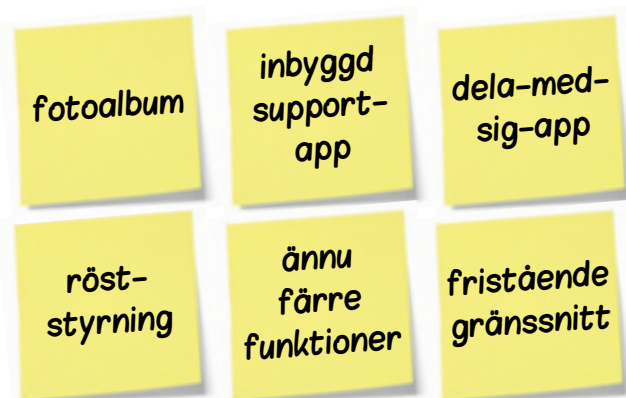 fotoalbum
inbyggd
support-
app
dela-med-
sig-app
röst-
styrning
ännu
färre
funktioner
fristående
gränssnitt